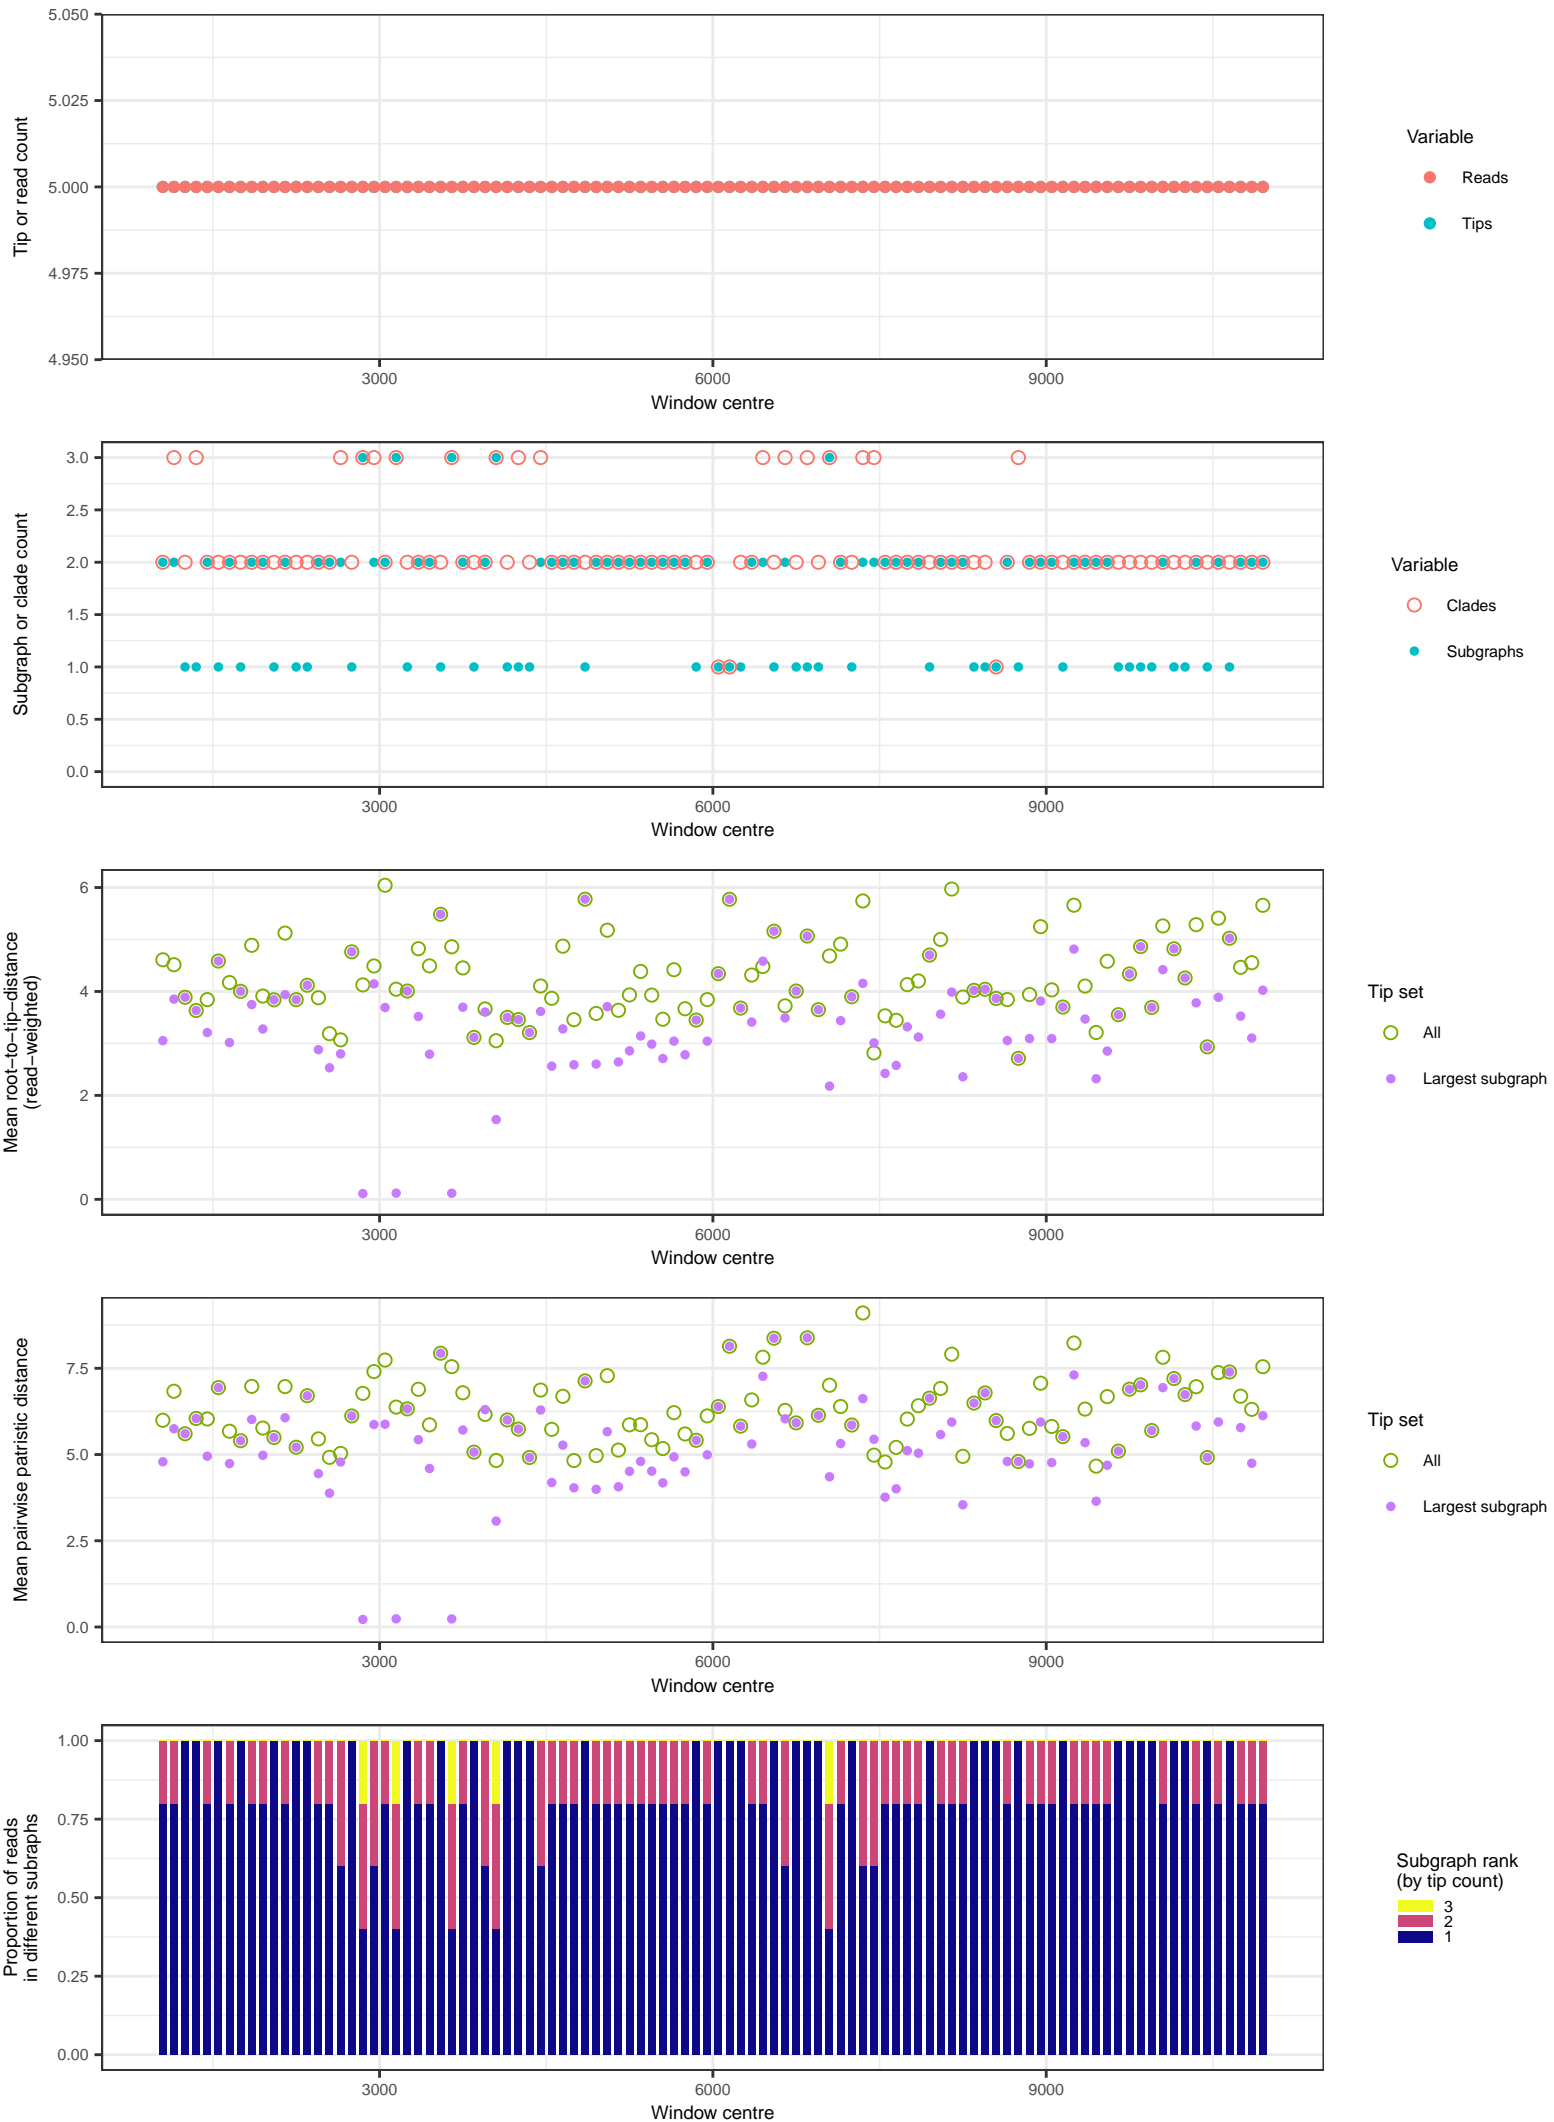 5.050
5.025
5.000
4.975
4.950
Tip or read count
3000
6000
9000
Window centre
Variable
Reads
Tips
3.0
2.5
2.0
1.5
1.0
0.5
0.0
Subgraph or clade count
3000
6000
9000
Window centre
Variable
Clades
Subgraphs
6
4
2
0
Mean root−to−tip−distance
(read−weighted)
3000
6000
9000
Window centre
Tip set
All
Largest subgraph
7.5
5.0
2.5
0.0
Mean pairwise patristic distance
3000
6000
9000
Window centre
Tip set
All
Largest subgraph
1.00
0.75
0.50
0.25
0.00
Proportion of reads
in different subraphs
3000
6000
9000
Window centre
Subgraph rank
(by tip count)
3
2
1